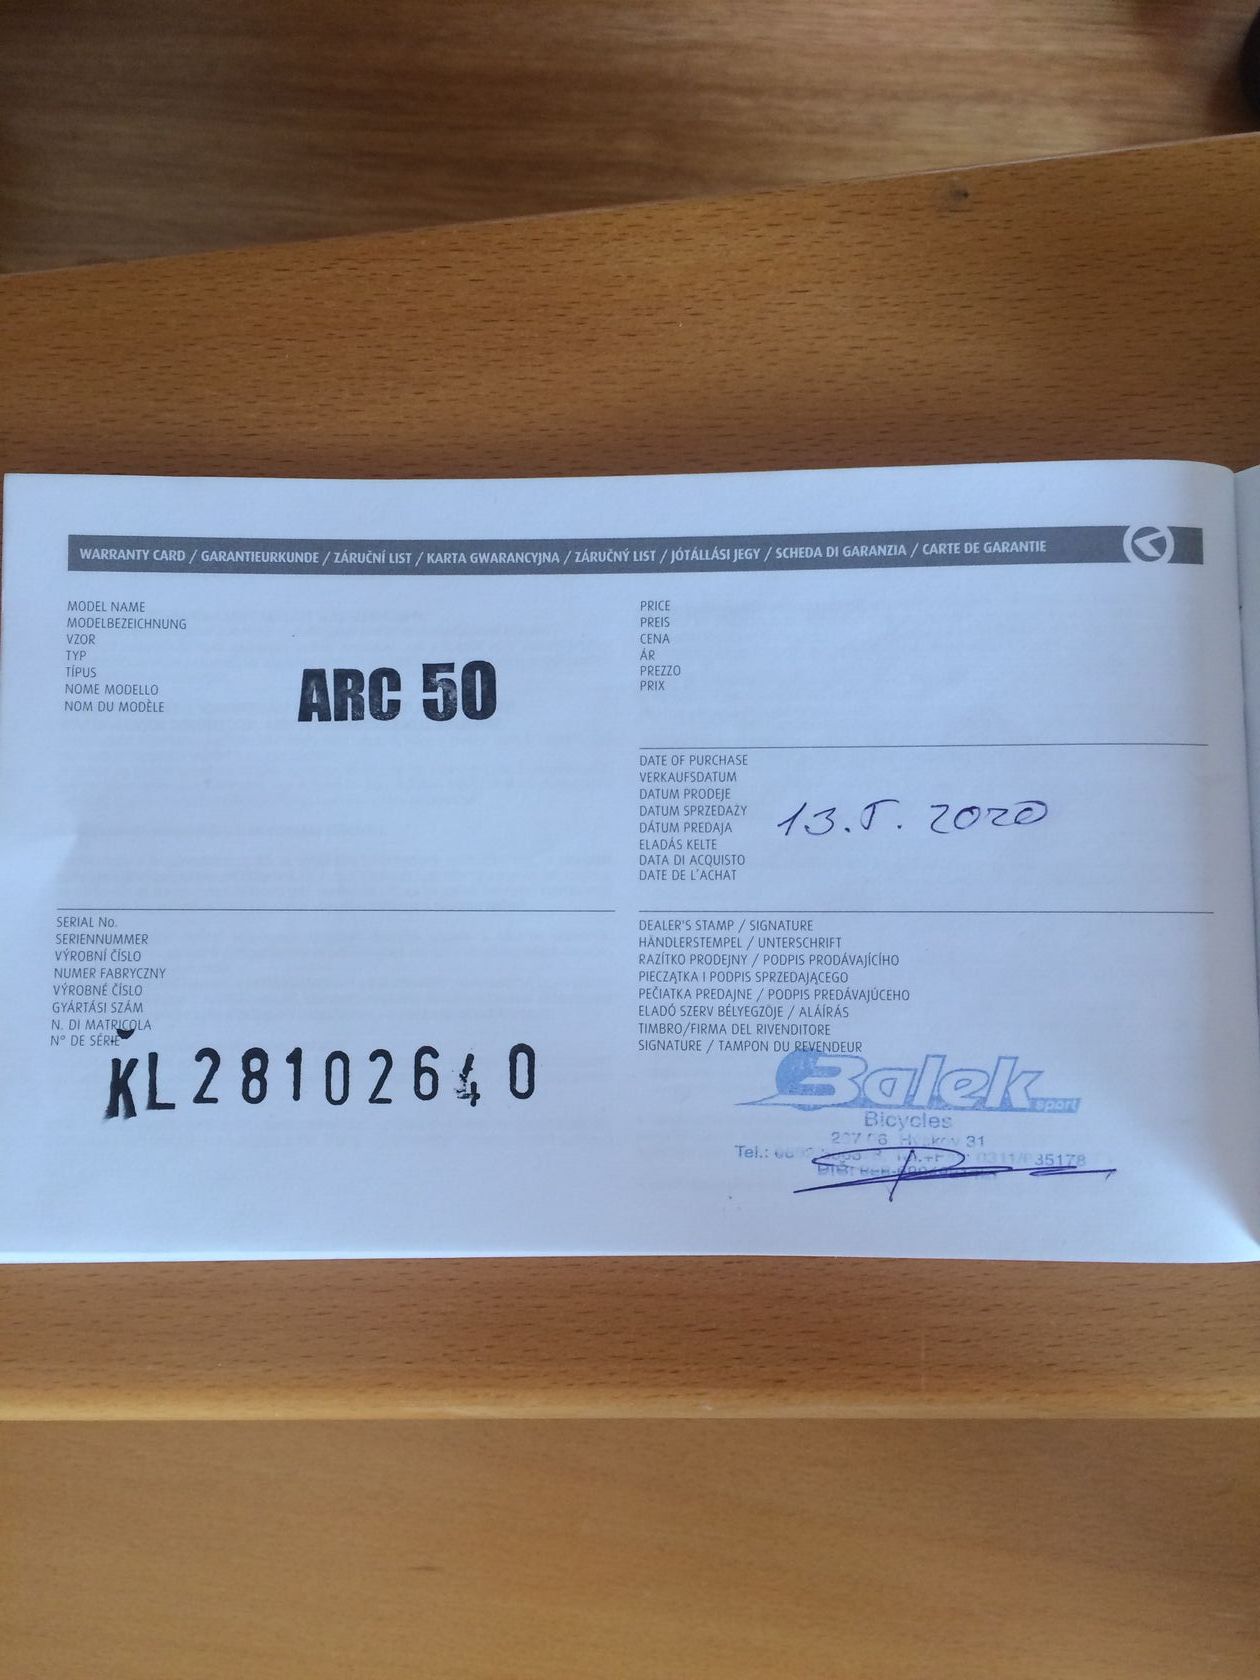 WARRANTY CARD / GARANTIEURKUNDE / ZÁRUČNÍ LIST / KARTA GWARANCYJNA / ZÁRUČNÝ LIST / JÓTÁLLÁSI JEGY / SCHEDA DI GARANZIA / CARTE DE GARANTIE
MODEL NAME
MODELBEZEICHNUNG
VZOR
TYP
TÍPUS
NOME MODELLO
NOM DU MODÈLE
ARC 50
SERIAL No.
SERIENNUMMER
VÝROBNÍ ČÍSLO
NUMER FABRYCZNY
VÝROBNÉ ČÍSLO
GYÁRTÁSI SZÁM
N. DI MATRICOLA
N° DE SÉRIE
KL28102640
PRICE
PREIS
CENA
ÁR
PREZZO
PRIX
DATE OF PURCHASE
VERKAUFSDATUM
DATUM PRODEJE
DATUM SPRZEDAŻY
DÁTUM PREDAJA
ELADÁS KELTE
DATA DI ACQUISTO
DATE DE L'ACHAT
13. 5. 2020
DEALER'S STAMP / SIGNATURE
HÄNDLERSTEMPEL / UNTERSCHRIFT
RAZÍTKO PRODEJNY / PODPIS PRODÁVAJÍCÍHO
PIECZĄTKA I PODPIS SPRZEDAJĄCEGO
PEČIATKA PREDAJNE / PODPIS PREDÁVAJÚCEHO
ELADÓ SZERV BÉLYEGZŐJE / ALÁÍRÁS
TIMBRO/FIRMA DEL RIVENDITORE
SIGNATURE / TAMPON DU REVENDEUR
Balek sport
Bicycles
31
Tel.: